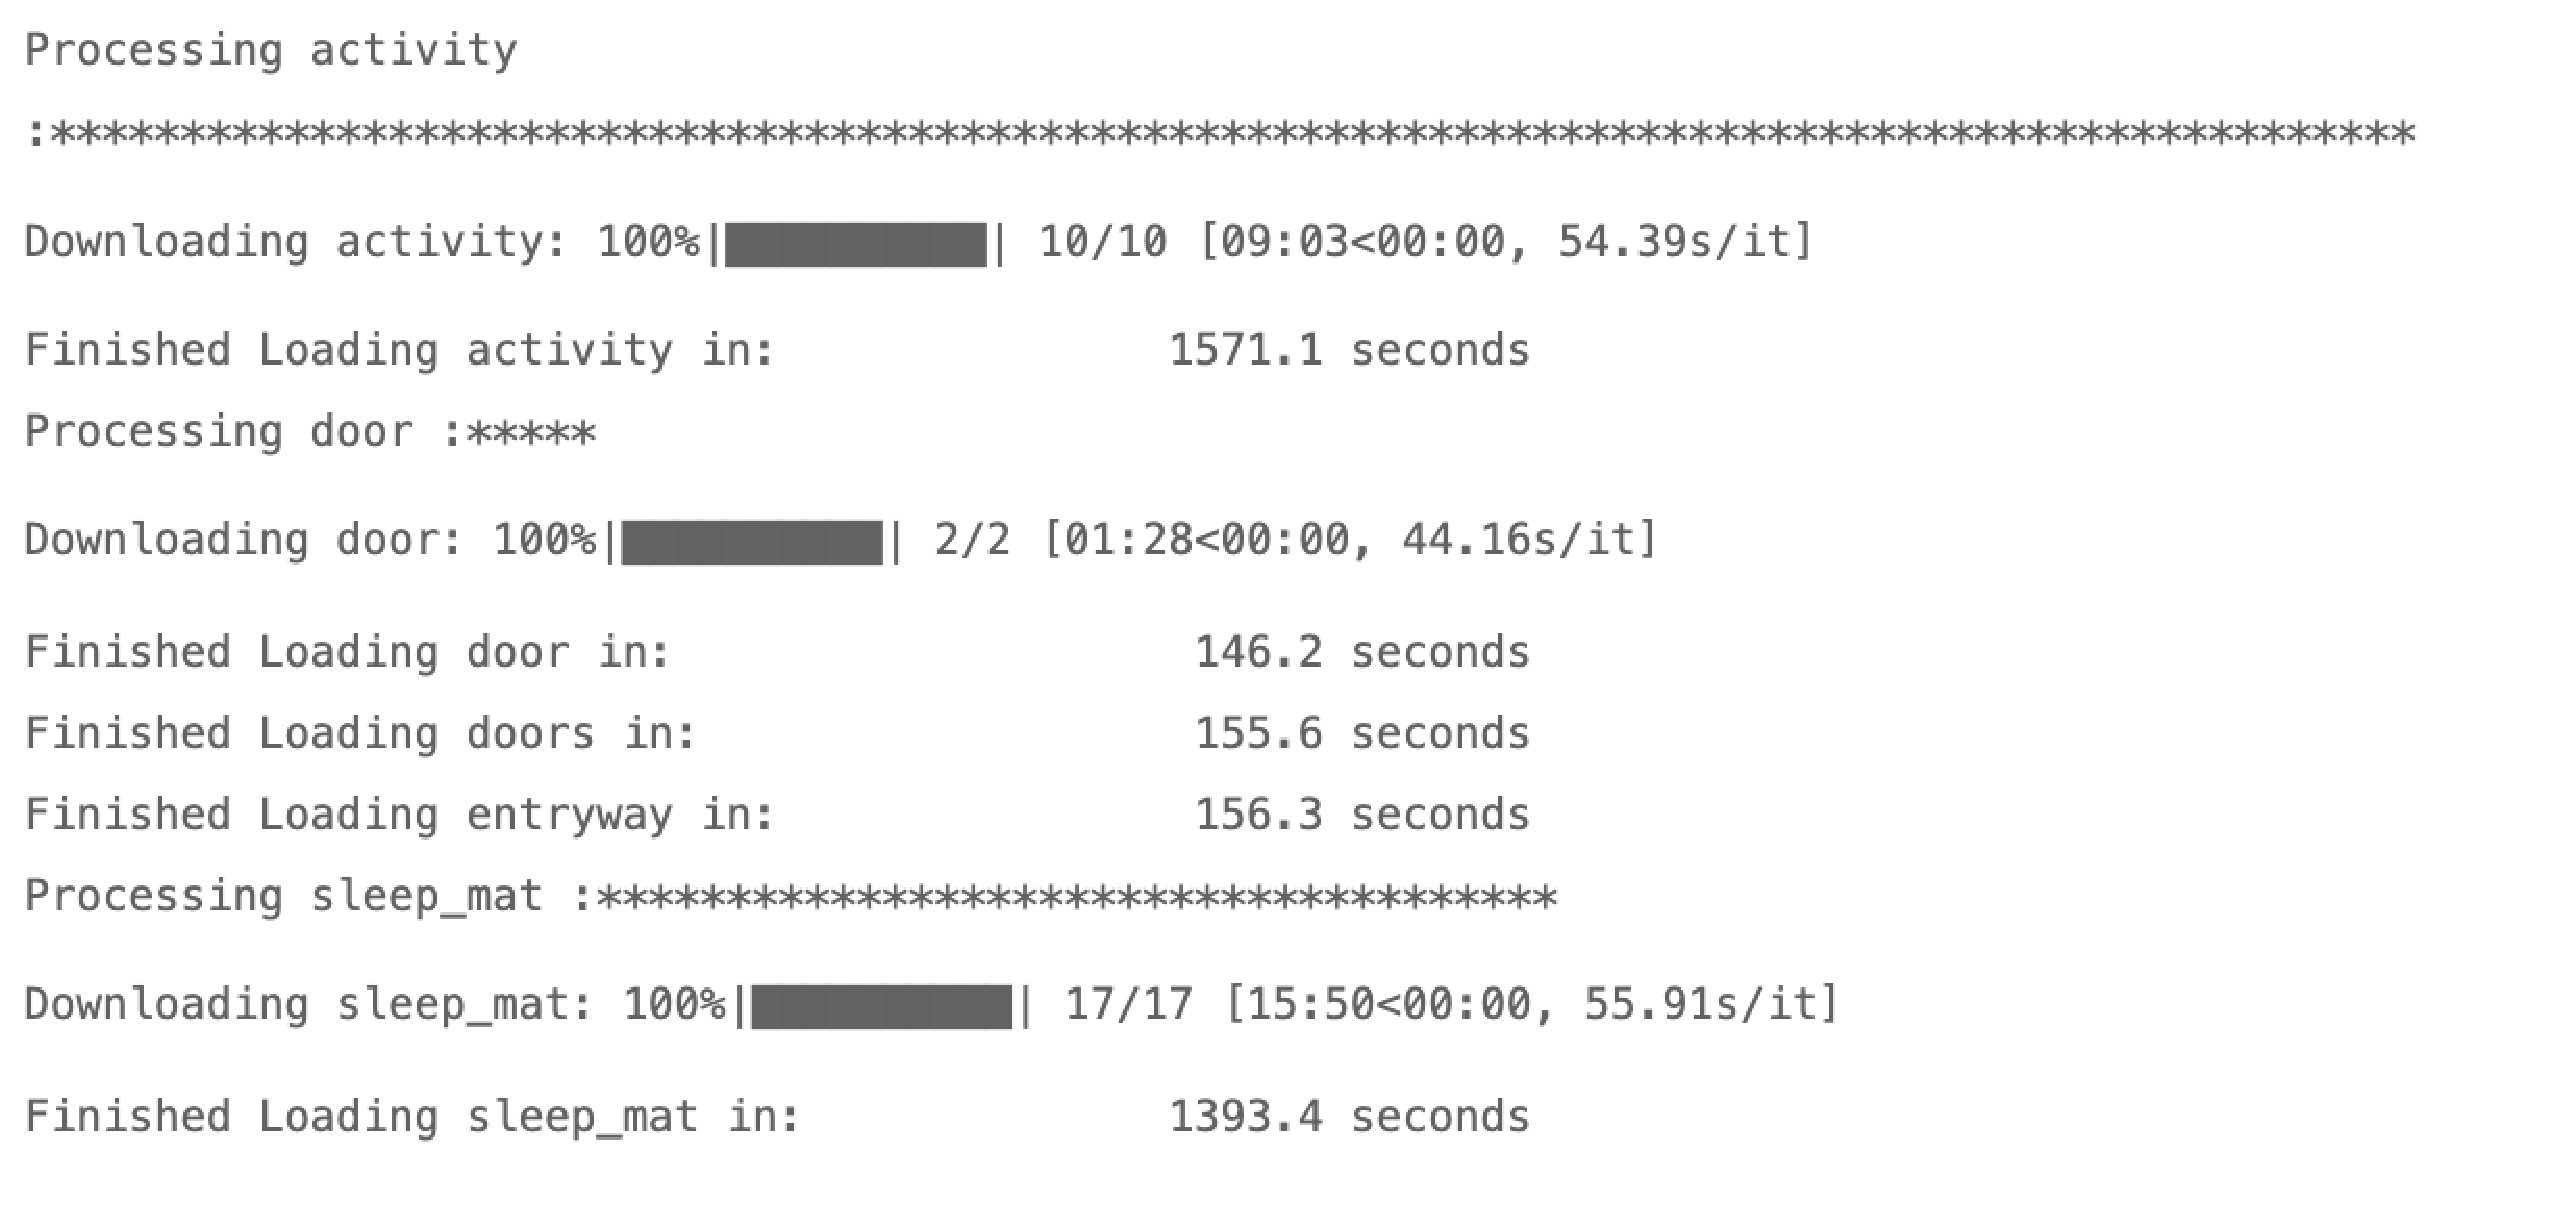 Processing activity
:*******************************************************************************************
Downloading activity: 100%|██████████| 10/10 [09:03<00:00, 54.39s/it]
Finished Loading activity in:               1571.1 seconds
Processing door :*****
Downloading door: 100%|██████████| 2/2 [01:28<00:00, 44.16s/it]
Finished Loading door in:                    146.2 seconds
Finished Loading doors in:                   155.6 seconds
Finished Loading entryway in:                156.3 seconds
Processing sleep_mat :*************************************
Downloading sleep_mat: 100%|██████████| 17/17 [15:50<00:00, 55.91s/it]
Finished Loading sleep_mat in:              1393.4 seconds